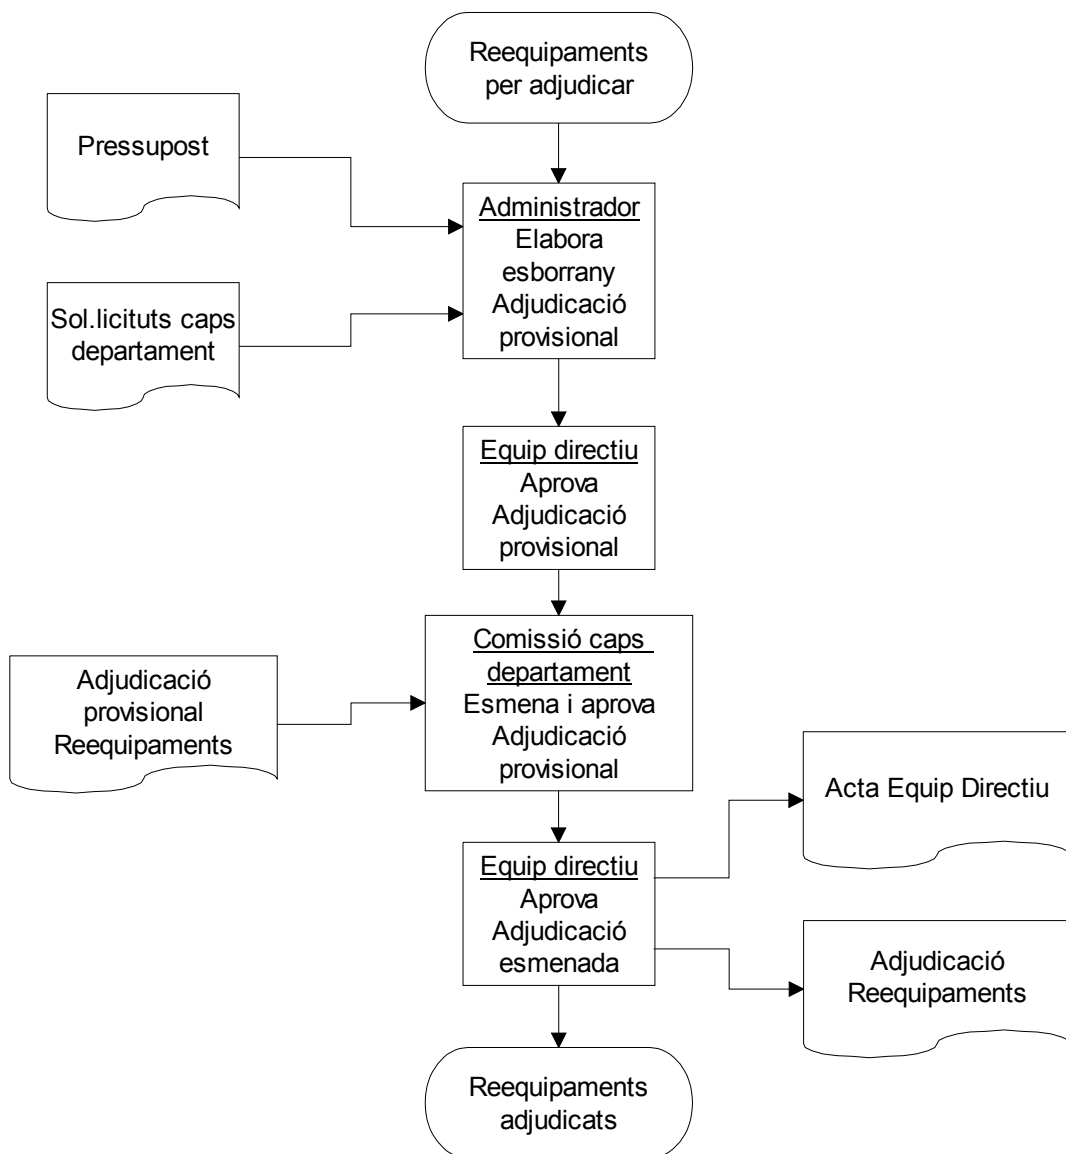 Reequipaments
per adjudicar
Pressupost
Administrador
Elabora
esborrany
Adjudicació
provisional
Sol.licituts caps
departament
Equip directiu
Aprova
Adjudicació
provisional
Comissió caps
departament
Esmena i aprova
Adjudicació
provisional
Adjudicació
provisional
Reequipaments
Equip directiu
Aprova
Adjudicació
esmenada
Acta Equip Directiu
Adjudicació
Reequipaments
Reequipaments
adjudicats